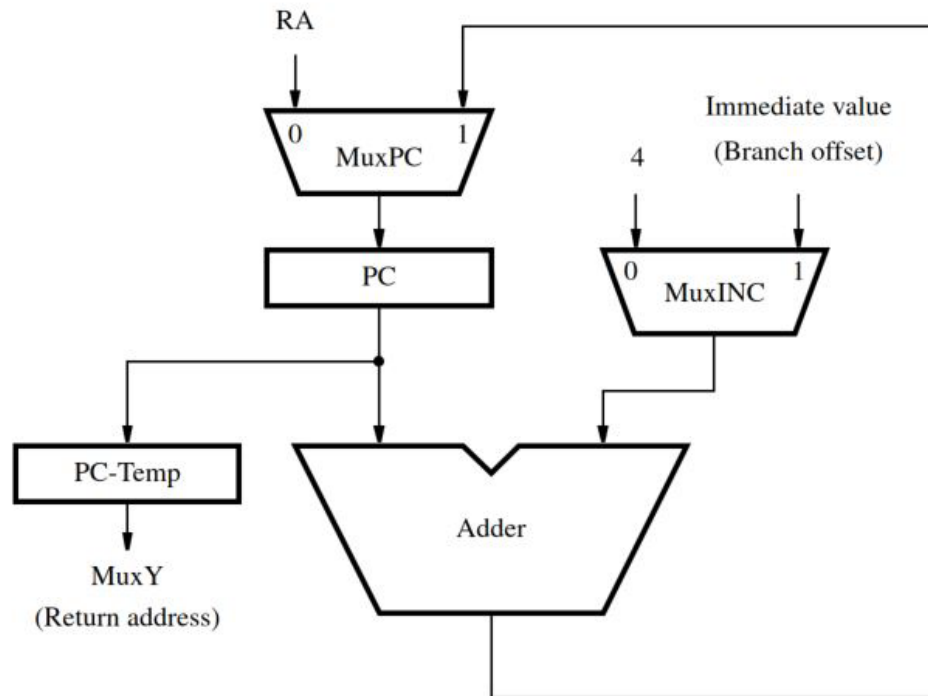 RA
Immediate value
(Branch offset)
0
1
MuxPC
4
PC
0
1
MuxINC
PC-Temp
Adder
MuxY
(Return address)